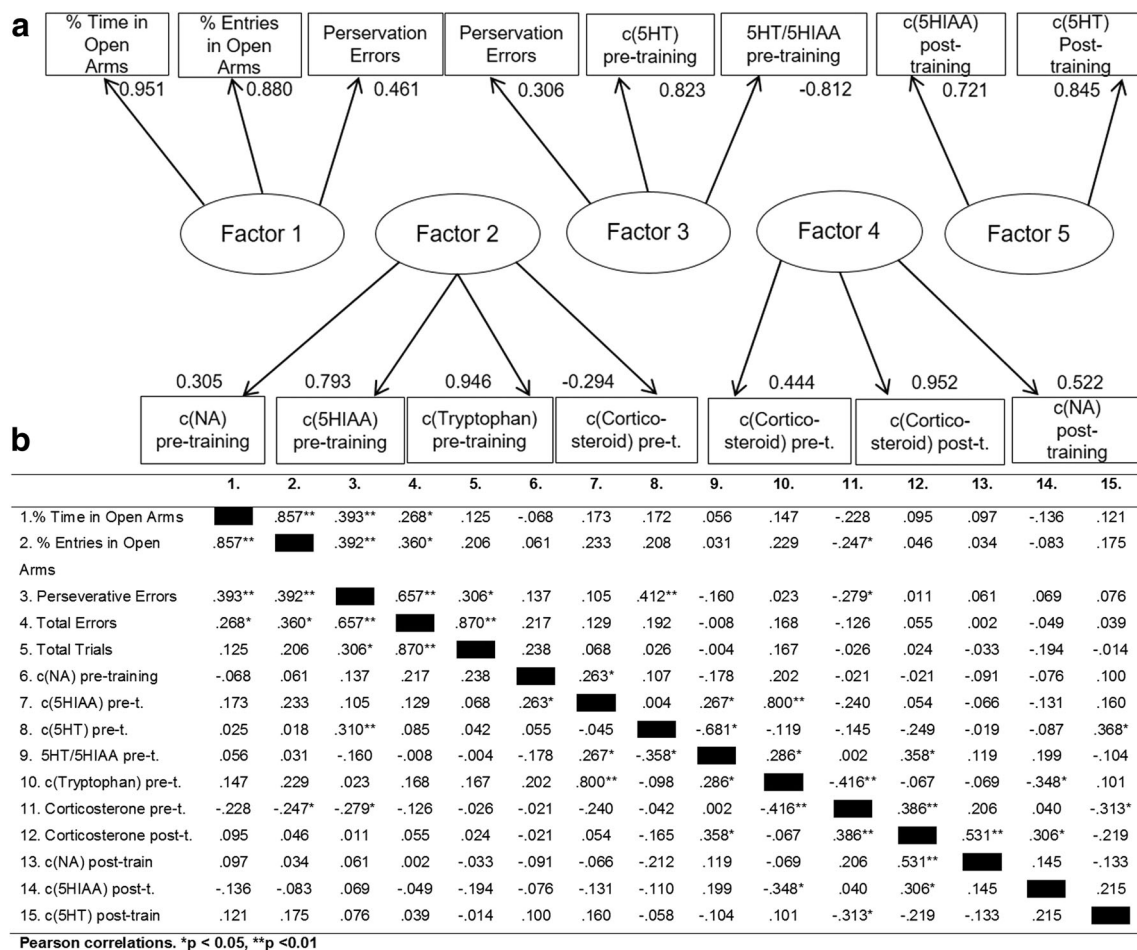 a
% Time in
Open
Arms
% Entries
in Open
Arms
Perservation
Errors
Perservation
Errors
c(5HT)
pre-training
5HT/5HIAA
pre-training
c(5HIAA)
post-
training
c(5HT)
Post-
training
0.951
0.880
0.461
0.306
0.823
-0.812
0.721
0.845
Factor 1
Factor 2
Factor 3
Factor 4
Factor 5
0.305
0.793
0.946
-0.294
0.444
0.952
0.522
c(NA)
pre-training
c(5HIAA)
pre-training
c(Tryptophan)
pre-training
c(Cortico-
steroid) pre-t.
c(Cortico-
steroid) pre-t.
c(Cortico-
steroid) post-t.
c(NA)
post-
training
b
1. 2. 3. 4. 5. 6. 7. 8. 9. 10. 11. 12. 13. 14. 15.
1.% Time in Open Arms .857** .393** .268* .125 -.068 .173 .172 .056 .147 -.228 .095 .097 -.136 .121
2. % Entries in Open .857** .392** .360* .206 .061 .233 .208 .031 .229 -.247* .046 .034 -.083 .175
Arms
3. Perseverative Errors .393** .392** .657** .306* .137 .105 .412** -.160 .023 -.279* .011 .061 .069 .076
4. Total Errors .268* .360* .657** .870** .217 .129 .192 -.008 .168 -.126 .055 .002 -.049 .039
5. Total Trials .125 .206 .306* .870** .238 .068 .026 -.004 .167 -.026 .024 -.033 -.194 -.014
6. c(NA) pre-training -.068 .061 .137 .217 .238 .263* .107 -.178 .202 -.021 -.021 -.091 -.076 .100
7. c(5HIAA) pre-t. .173 .233 .105 .129 .068 .263* .004 .267* .800** -.240 .054 -.066 -.131 .160
8. c(5HT) pre-t. .025 .018 .310** .085 .042 .055 -.045 -.681* -.119 -.145 -.249 -.019 -.087 .368*
9. 5HT/5HIAA pre-t. .056 .031 -.160 -.008 -.004 -.178 .267* -.358* .286* .002 .358* .119 .199 -.104
10. c(Tryptophan) pre-t. .147 .229 .023 .168 .167 .202 .800** -.098 .286* -.416** -.067 -.069 -.348* .101
11. Corticosterone pre-t. -.228 -.247* -.279* -.126 -.026 -.021 -.240 -.042 .002 -.416** .386** .206 .040 -.313*
12. Corticosterone post-t. .095 .046 .011 .055 .024 -.021 .054 -.165 .358* -.067 .386** .531** .306* -.219
13. c(NA) post-train .097 .034 .061 .002 -.033 -.091 -.066 -.212 .119 -.069 .206 .531** .145 -.133
14. c(5HIAA) post-t. -.136 -.083 .069 -.049 -.194 -.076 -.131 -.110 .199 -.348* .040 .306* .145 .215
15. c(5HT) post-train .121 .175 .076 .039 -.014 .100 .160 -.058 -.104 .101 -.313* -.219 -.133 .215
Pearson correlations. *p < 0.05, **p <0.01